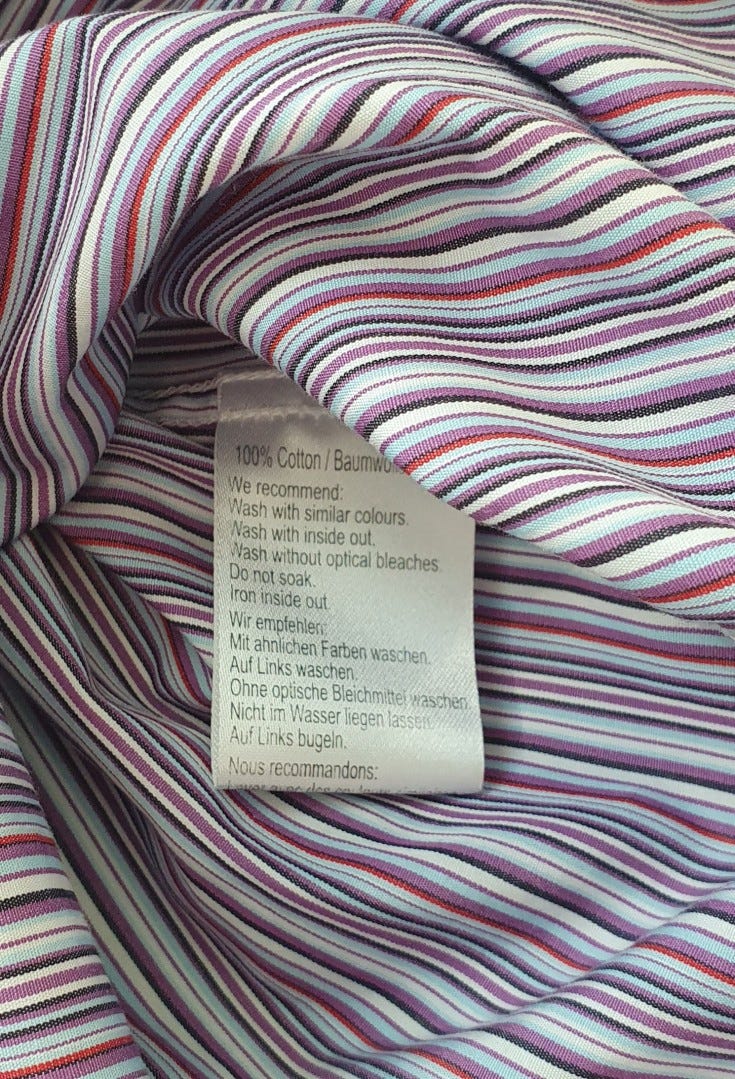 100% Cotton / Baumwo
We recommend:
Wash with similar colours.
Wash with inside out.
Wash without optical bleaches.
Do not soak.
Iron inside out.
Wir empfehlen:
Mit ahnlichen Farben waschen.
Auf Links waschen.
Ohne optische Bleichmittel waschen.
Nicht im Wasser liegen lassen.
Auf Links bugeln.
Nous recommandons: